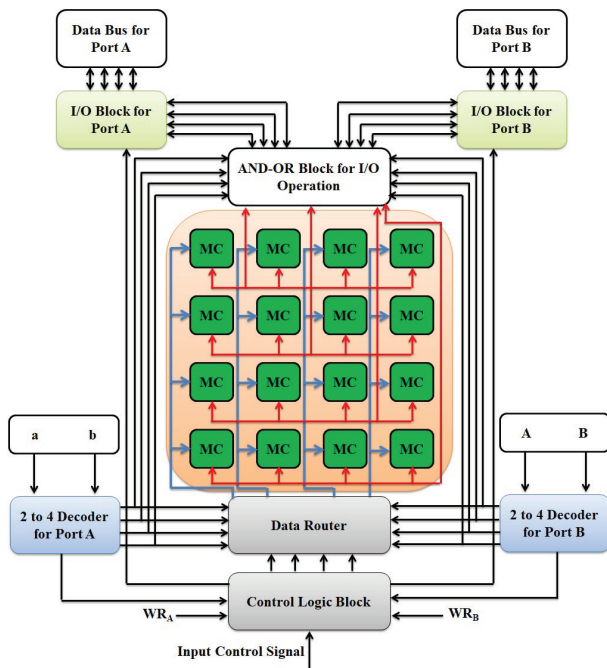 Data Bus for
Port A
Data Bus for
Port B
I/O Block for
Port A
I/O Block for
Port B
AND-OR Block for I/O
Operation
MC MC MC MC
MC MC MC MC
MC MC MC MC
MC MC MC MC
a b
A B
2 to 4 Decoder
for Port A
Data Router
2 to 4 Decoder
for Port B
Control Logic Block
WRA
WRB
Input Control Signal